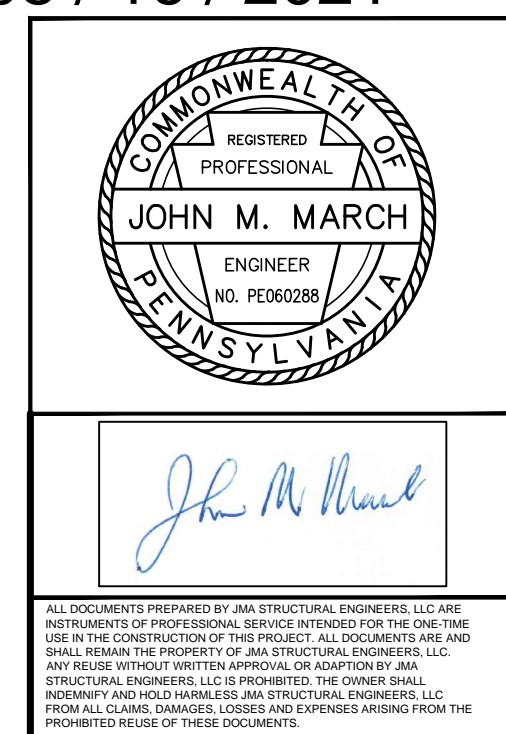 COMMONWEALTH OF
REGISTERED
PROFESSIONAL
JOHN M. MARCH
ENGINEER
NO. PE060288
PENNSYLVANIA
John M March
ALL DOCUMENTS PREPARED BY JMA STRUCTURAL ENGINEERS, LLC ARE
INSTRUMENTS OF PROFESSIONAL SERVICE INTENDED FOR THE ONE-TIME
USE IN THE CONSTRUCTION OF THIS PROJECT. ALL DOCUMENTS ARE AND
SHALL REMAIN THE PROPERTY OF JMA STRUCTURAL ENGINEERS, LLC.
ANY REUSE WITHOUT WRITTEN APPROVAL OR ADAPTION BY JMA
STRUCTURAL ENGINEERS, LLC IS PROHIBITED. THE OWNER SHALL
INDEMNIFY AND HOLD HARMLESS JMA STRUCTURAL ENGINEERS, LLC
FROM ALL CLAIMS, DAMAGES, LOSSES AND EXPENSES ARISING FROM THE
PROHIBITED REUSE OF THESE DOCUMENTS.